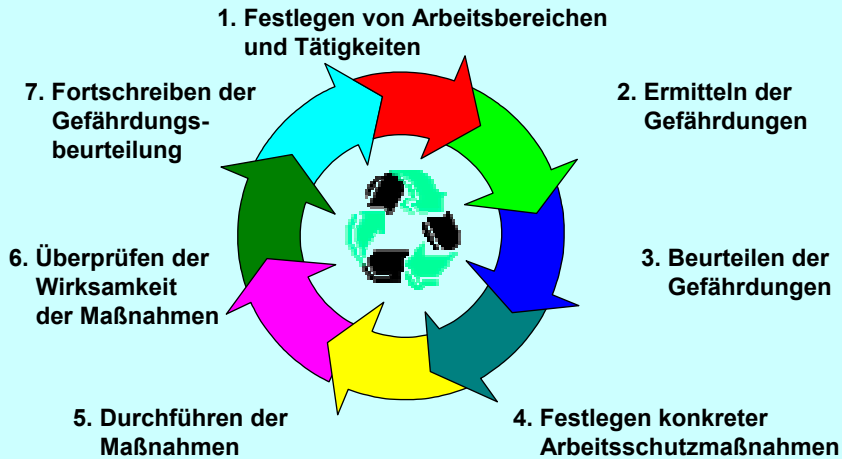 1. Festlegen von Arbeitsbereichen
und Tätigkeiten
2. Ermitteln der
Gefährdungen
3. Beurteilen der
Gefährdungen
4. Festlegen konkreter
Arbeitsschutzmaßnahmen
5. Durchführen der
Maßnahmen
6. Überprüfen der
Wirksamkeit
der Maßnahmen
7. Fortschreiben der
Gefährdungs-
beurteilung